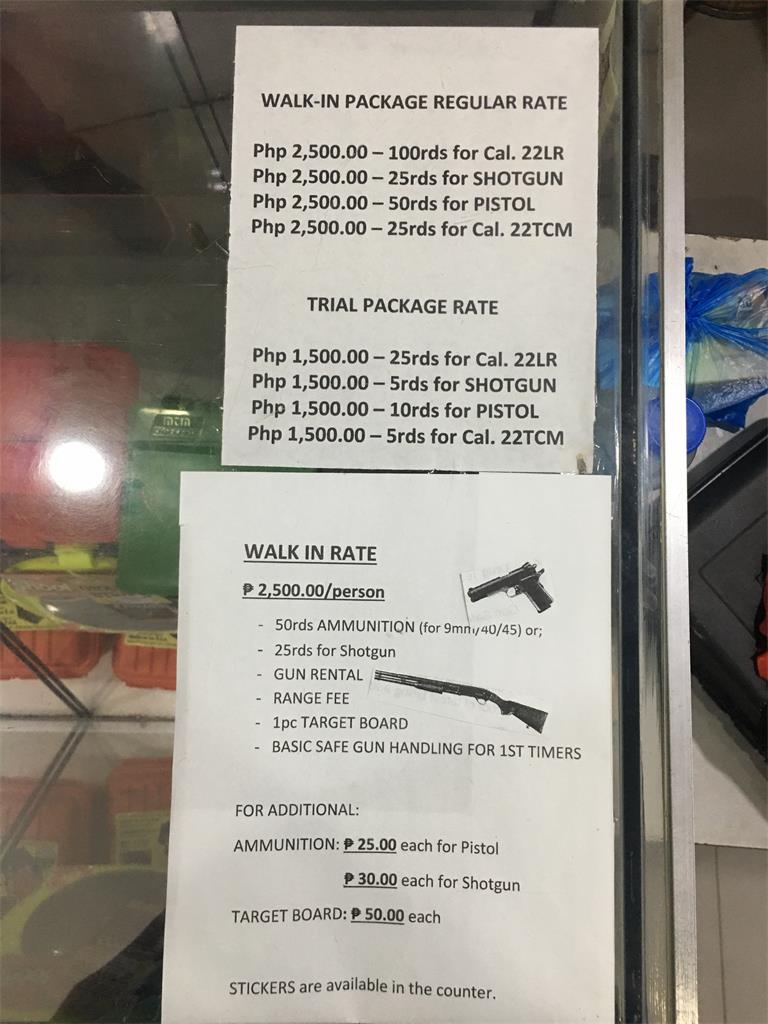 WALK-IN PACKAGE REGULAR RATE
Php 2,500.00 – 100rds for Cal. 22LR
Php 2,500.00 – 25rds for SHOTGUN
Php 2,500.00 – 50rds for PISTOL
Php 2,500.00 – 25rds for Cal. 22TCM
TRIAL PACKAGE RATE
Php 1,500.00 – 25rds for Cal. 22LR
Php 1,500.00 – 5rds for SHOTGUN
Php 1,500.00 – 10rds for PISTOL
Php 1,500.00 – 5rds for Cal. 22TCM
mtm
WALK IN RATE
₱ 2,500.00/person
- 50rds AMMUNITION (for 9mm/40/45) or;
- 25rds for Shotgun
- GUN RENTAL
- RANGE FEE
- 1pc TARGET BOARD
- BASIC SAFE GUN HANDLING FOR 1ST TIMERS
FOR ADDITIONAL:
AMMUNITION: ₱ 25.00 each for Pistol
₱ 30.00 each for Shotgun
TARGET BOARD: ₱ 50.00 each
STICKERS are available in the counter.